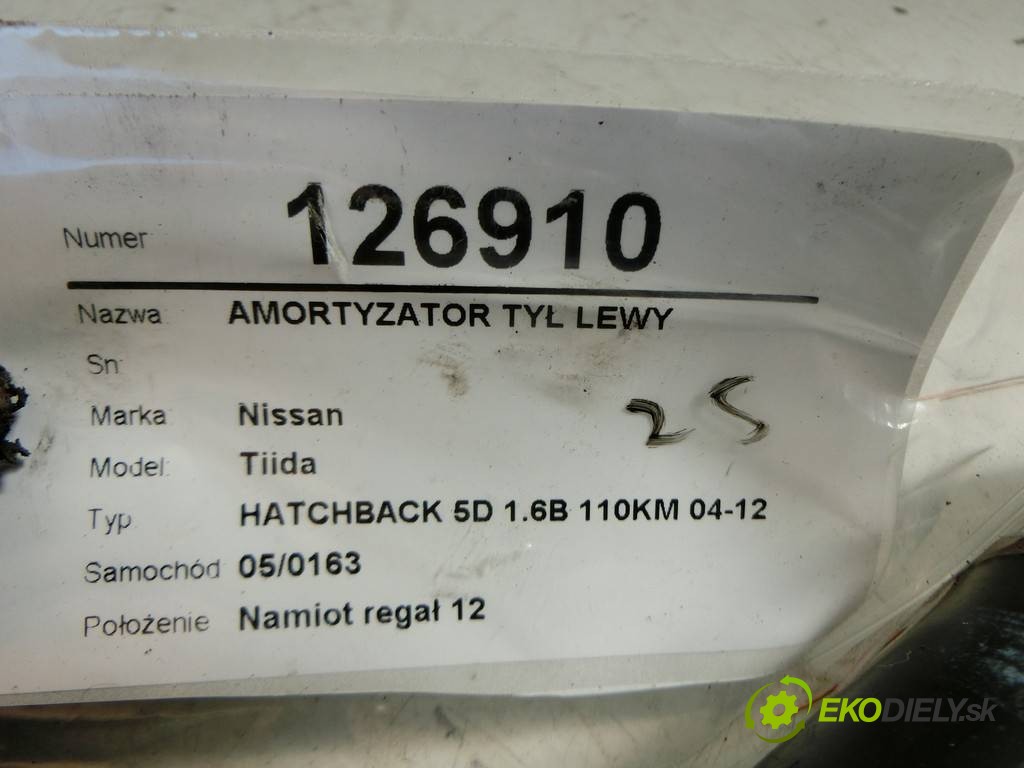 Numer 126910
Nazwa AMORTYZATOR TYŁ LEWY
Sn
Marka Nissan 25
Model: Tiida
Typ HATCHBACK 5D 1.6B 110KM 04-12
Samochód 05/0163
Położenie Namiot regał 12
EKODIELY.sk